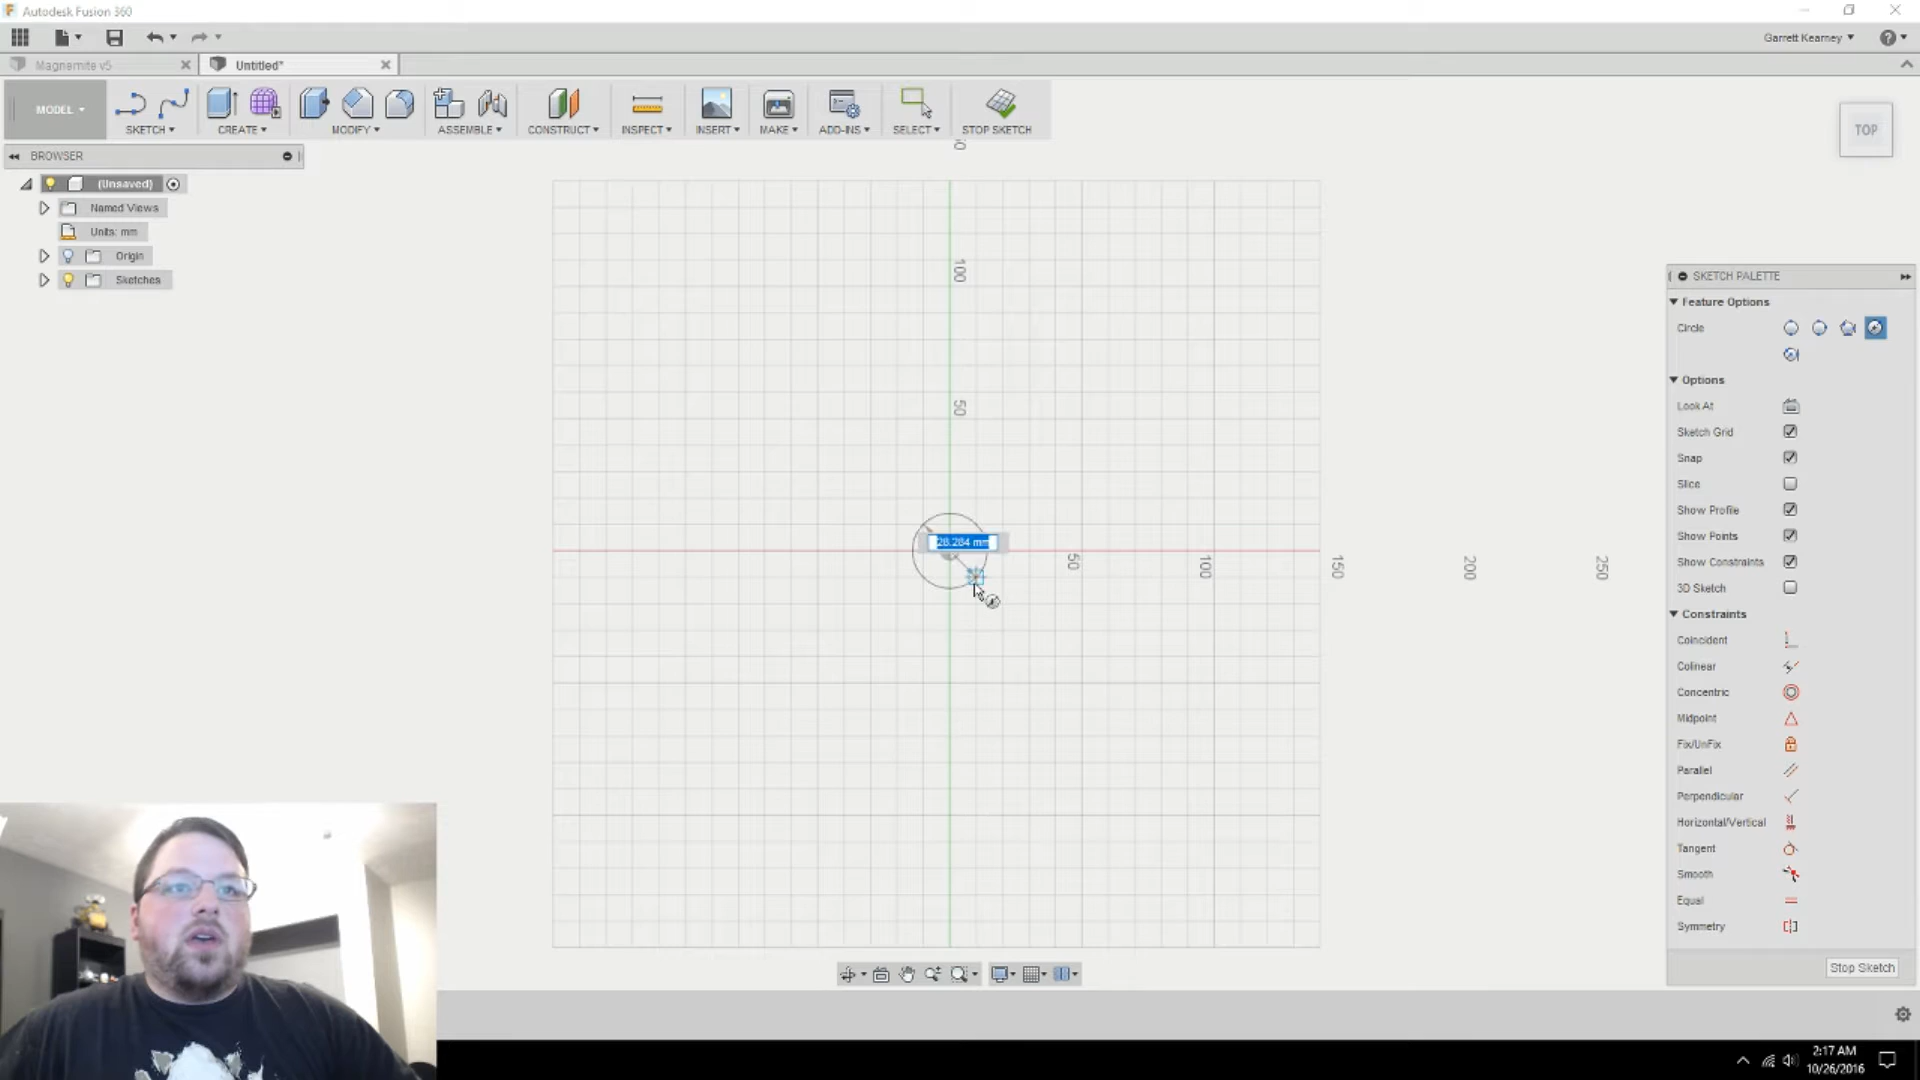 Autodesk Fusion 360
Garrett Kearney
Magnemite v5
Untitled*
MODEL
SKETCH
CREATE
MODIFY
ASSEMBLE
CONSTRUCT
INSPECT
INSERT
MAKE
ADD-INS
SELECT
STOP SKETCH
TOP
BROWSER
(Unsaved)
Named Views
Units: mm
Origin
Sketches
100
50
28.284 mm
50
100
150
200
250
SKETCH PALETTE
Feature Options
Circle
Options
Look At
Sketch Grid
Snap
Slice
Show Profile
Show Points
Show Constraints
3D Sketch
Constraints
Coincident
Colinear
Concentric
Midpoint
Fix/UnFix
Parallel
Perpendicular
Horizontal/Vertical
Tangent
Smooth
Equal
Symmetry
Stop Sketch
2:17 AM
10/26/2016